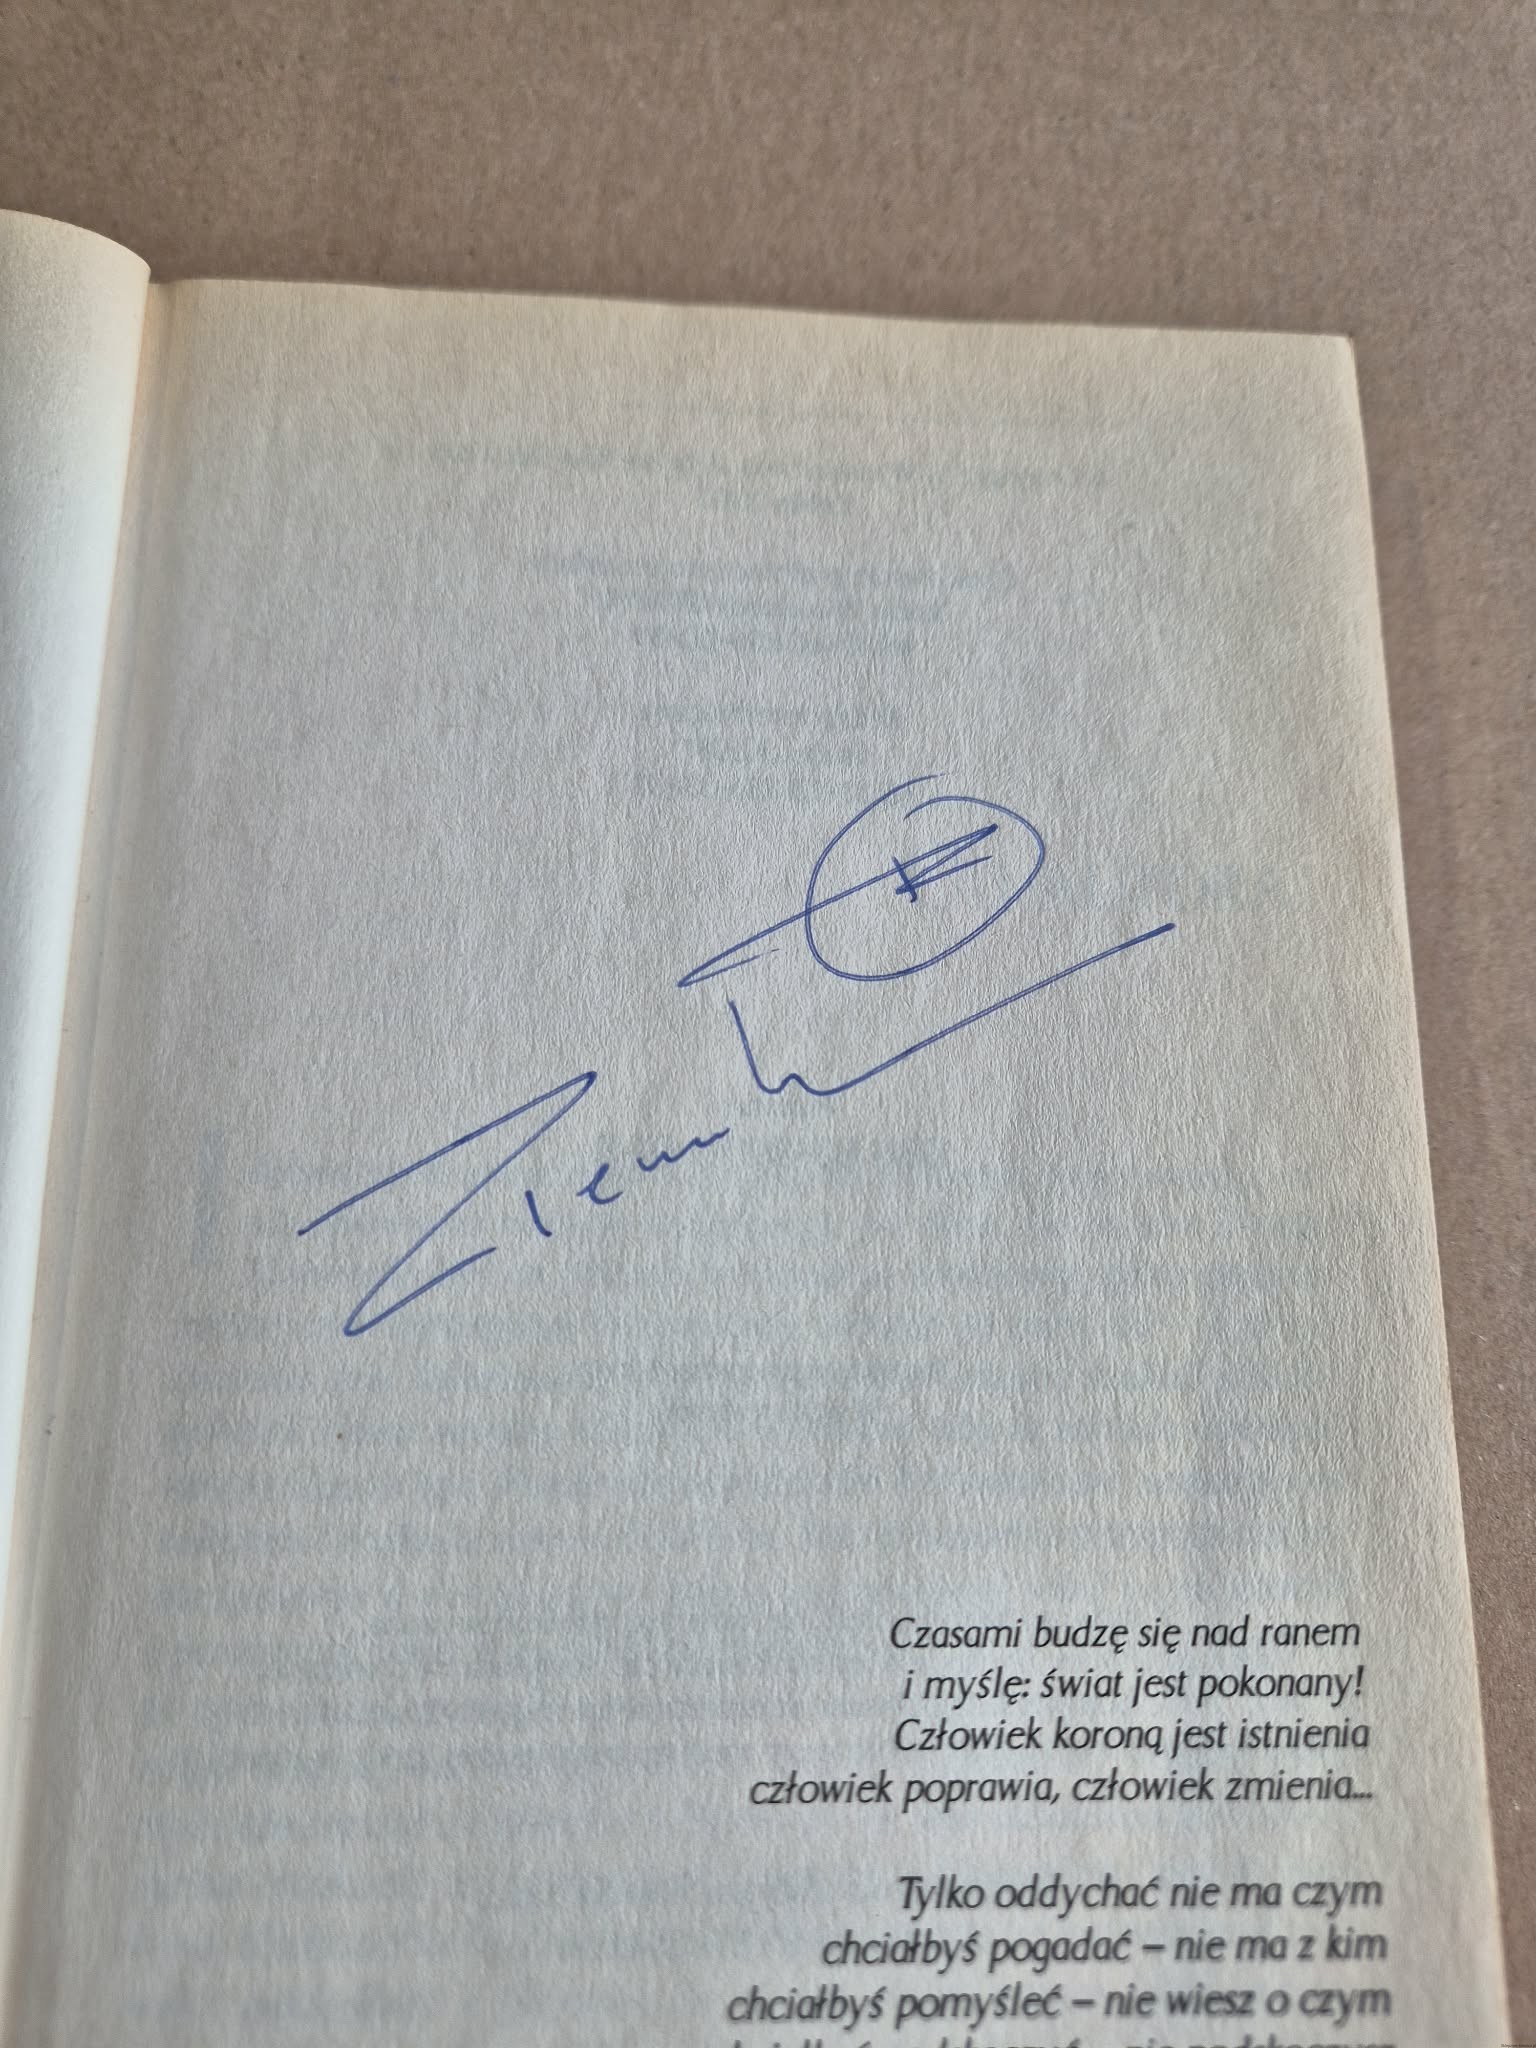 Czasami budzę się nad ranem
i myślę: świat jest pokonany!
Człowiek koroną jest istnienia
człowiek poprawia, człowiek zmienia...
Tylko oddychać nie ma czym
chciałbyś pogadać – nie ma z kim
chciałbyś pomyśleć – nie wiesz o czym